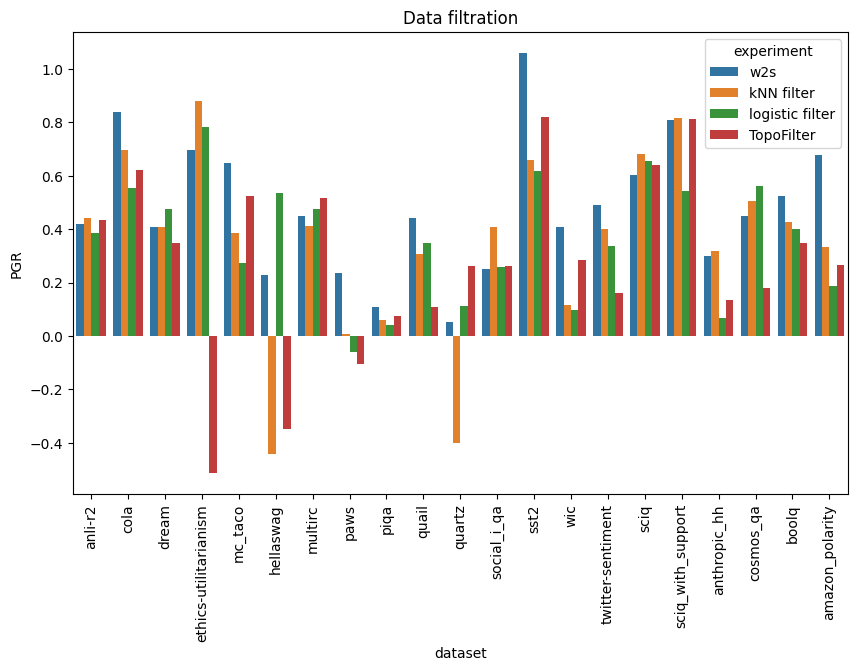 Data filtration
experiment
w2s
kNN filter
logistic filter
TopoFilter
PGR
1.0
0.8
0.6
0.4
0.2
0.0
−0.2
−0.4
anli-r2
cola
dream
ethics-utilitarianism
mc_taco
hellaswag
multirc
paws
piqa
quail
quartz
social_i_qa
sst2
wic
twitter-sentiment
sciq
sciq_with_support
anthropic_hh
cosmos_qa
boolq
amazon_polarity
dataset